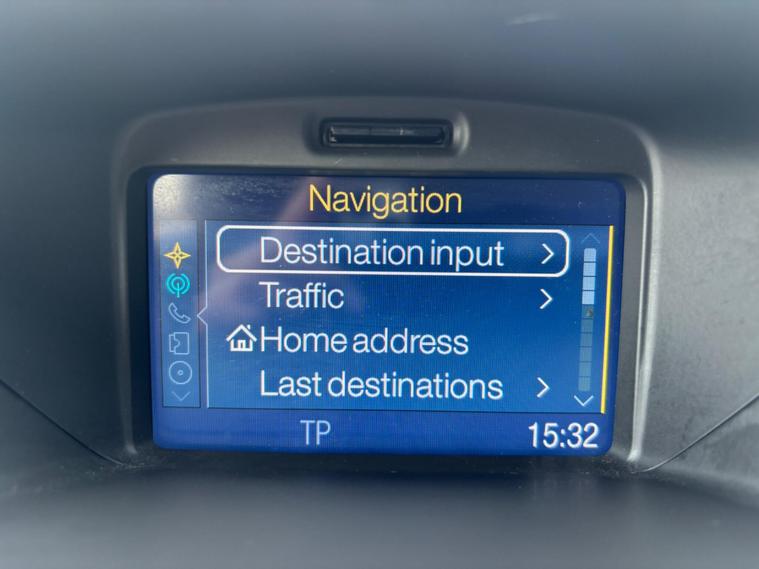 Navigation
Destination input
Traffic
Home address
Last destinations
TP 15:32